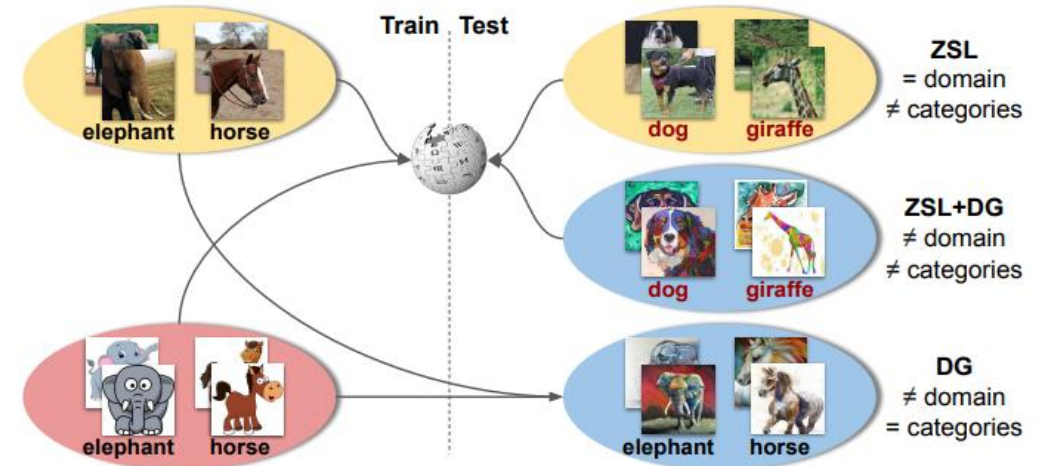 Train
Test
elephant
horse
dog
giraffe
ZSL
= domain
≠ categories
dog
giraffe
ZSL+DG
≠ domain
≠ categories
elephant
horse
elephant
horse
DG
≠ domain
= categories